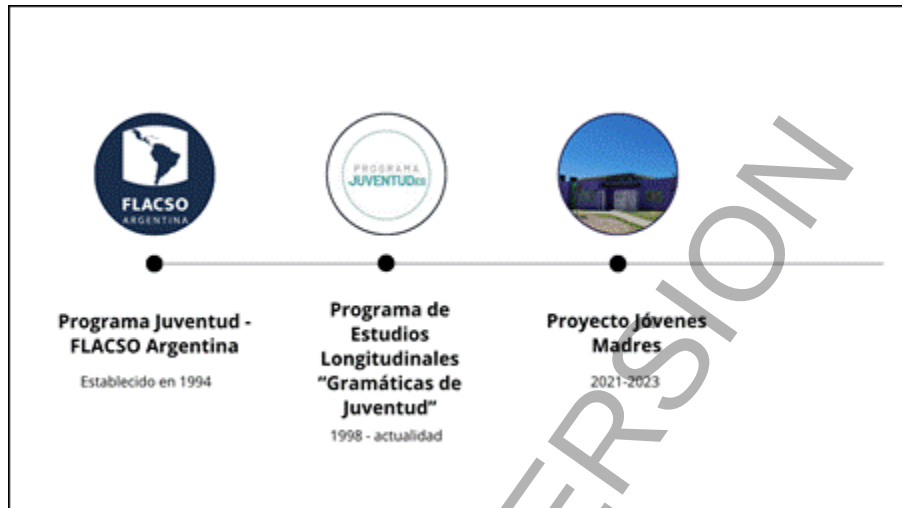 FLACSO
ARGENTINA
PROGRAMA
JUVENTUDES
Programa Juventud -
FLACSO Argentina
Establecido en 1994
Programa de
Estudios
Longitudinales
“Gramáticas de
Juventud”
1998 - actualidad
Proyecto Jóvenes
Madres
2021-2023
ERSION